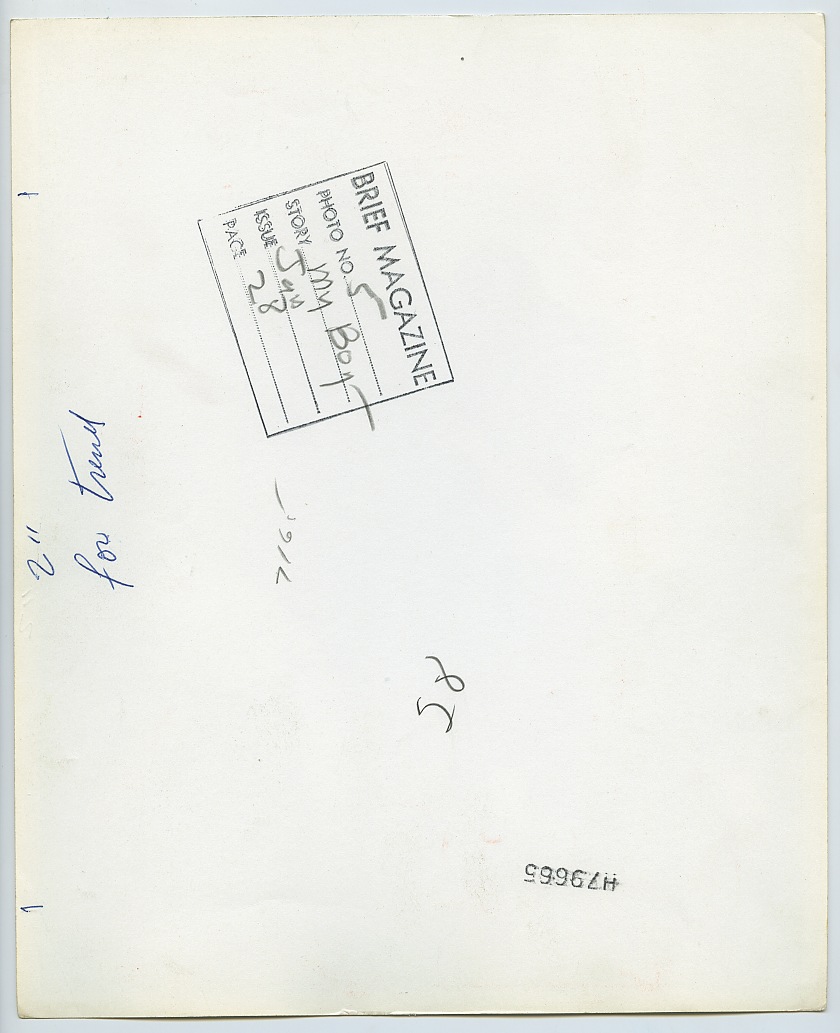 BRIEF MAGAZINE
PHOTO NO. 5
STORY My Boy
ISSUE Jan
PAGE 28
2"
for trend
58
H79665